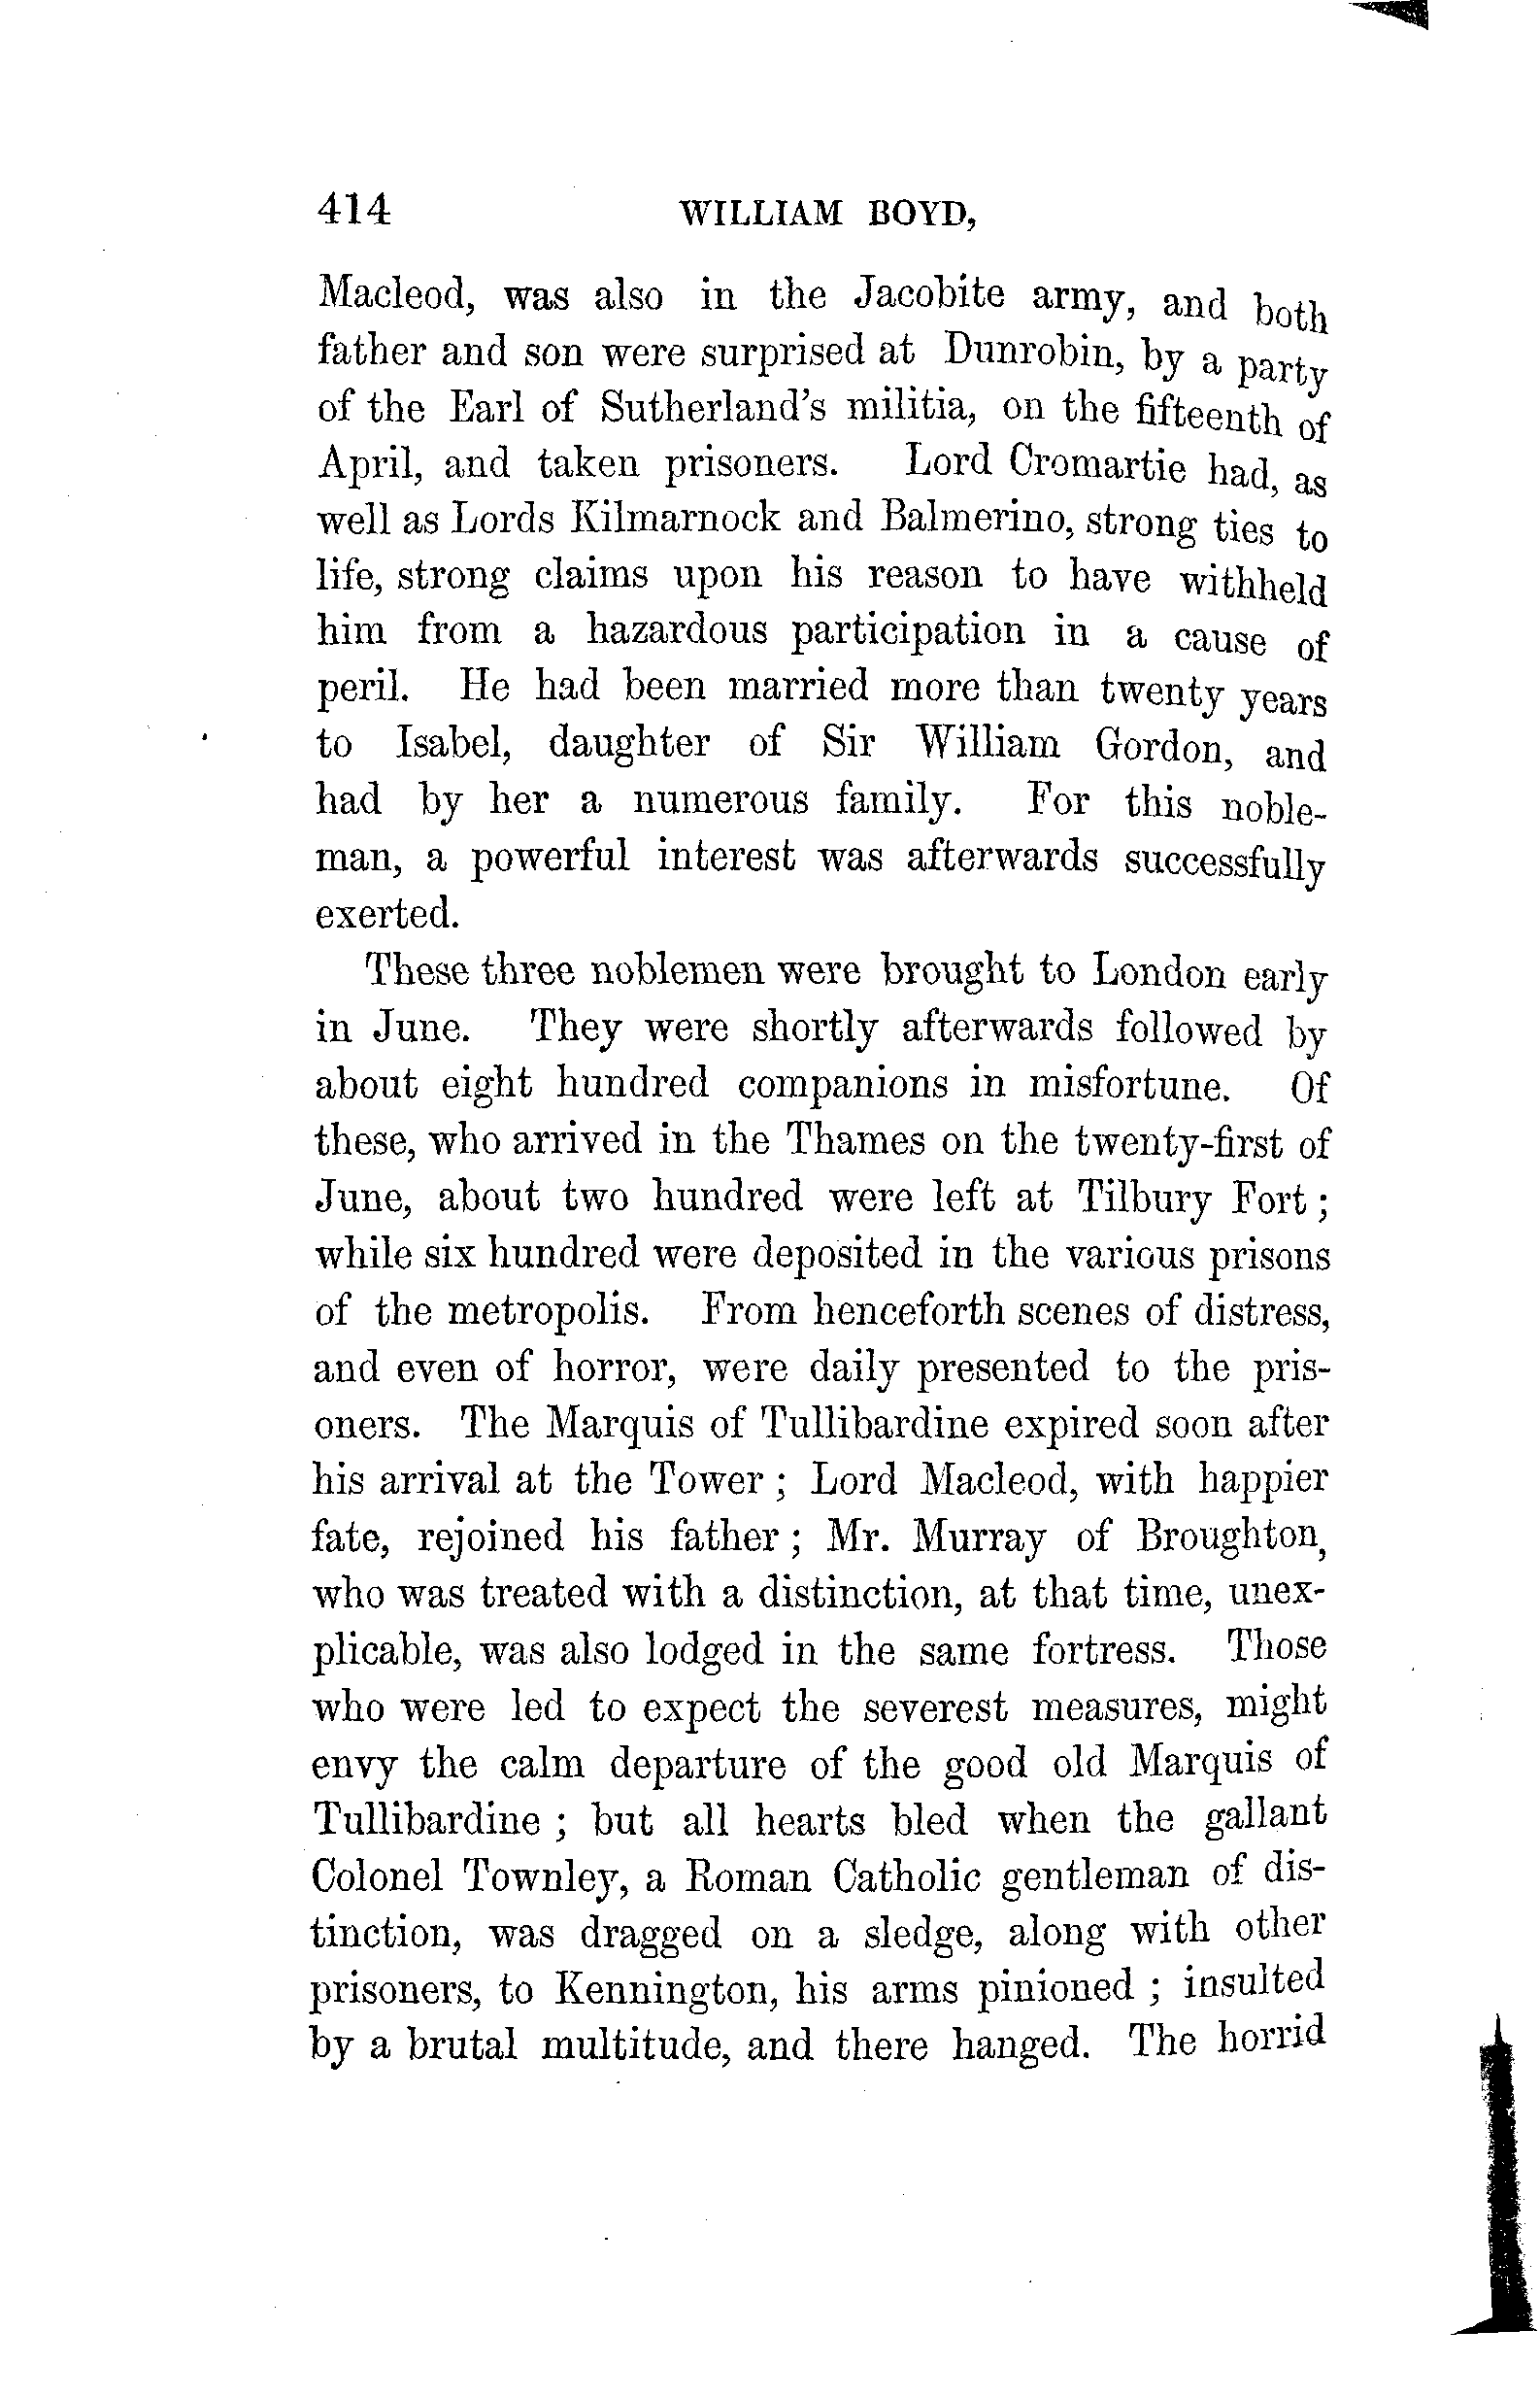 414 WILLIAM BOYD,
Macleod, was also in the Jacobite army, and both
father and son were surprised at Dunrobin, by a party
of the Earl of Sutherland's militia, on the fifteenth of
April, and taken prisoners. Lord Cromartie had, as
well as Lords Kilmarnock and Balmerino, strong ties to
life, strong claims upon his reason to have withheld
him from a hazardous participation in a cause of
peril. He had been married more than twenty years
to Isabel, daughter of Sir William Gordon, and
had by her a numerous family. For this noble-
man, a powerful interest was afterwards successfully
exerted.
These three noblemen were brought to London early
in June. They were shortly afterwards followed by
about eight hundred companions in misfortune. Of
these, who arrived in the Thames on the twenty-first of
June, about two hundred were left at Tilbury Fort;
while six hundred were deposited in the various prisons
of the metropolis. From henceforth scenes of distress,
and even of horror, were daily presented to the pris-
oners. The Marquis of Tullibardine expired soon after
his arrival at the Tower; Lord Macleod, with happier
fate, rejoined his father; Mr. Murray of Broughton,
who was treated with a distinction, at that time, unex-
plicable, was also lodged in the same fortress. Those
who were led to expect the severest measures, might
envy the calm departure of the good old Marquis of
Tullibardine; but all hearts bled when the gallant
Colonel Townley, a Roman Catholic gentleman of dis-
tinction, was dragged on a sledge, along with other
prisoners, to Kennington, his arms pinioned; insulted
by a brutal multitude, and there hanged. The horrid